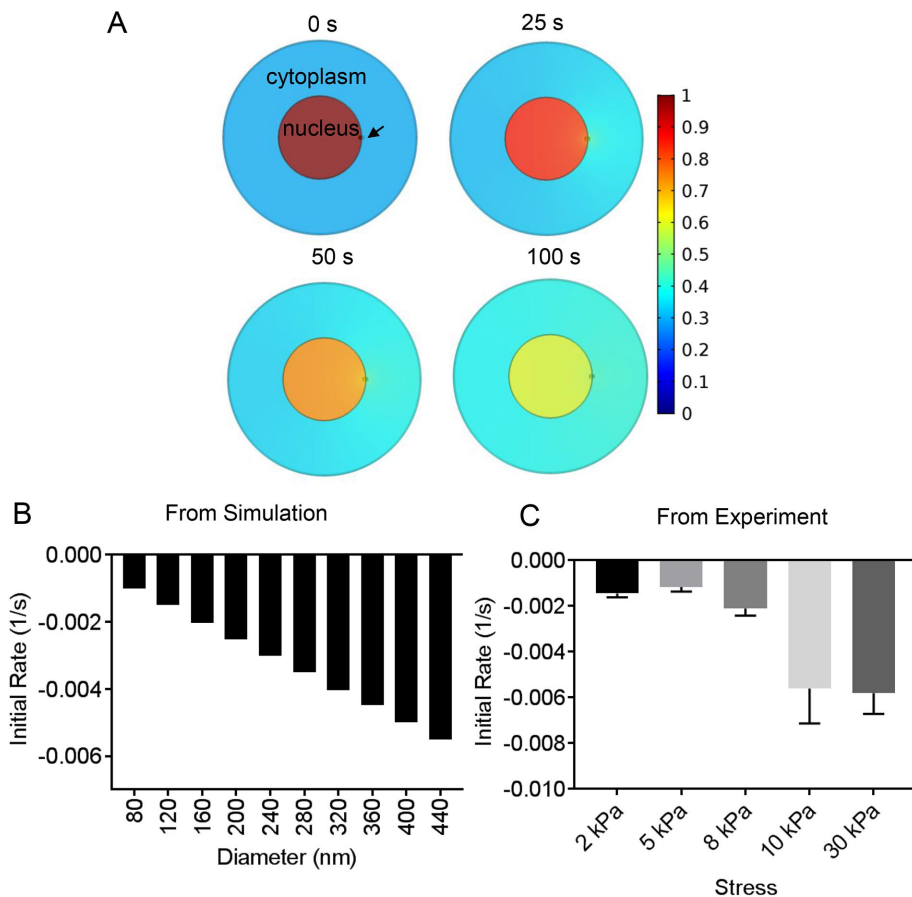 A
0 s
25 s
cytoplasm
nucleus
50 s
100 s
1
0.9
0.8
0.7
0.6
0.5
0.4
0.3
0.2
0.1
0
B
From Simulation
0.000
-0.002
-0.004
-0.006
Initial Rate (1/s)
80
120
160
200
240
280
320
360
400
440
Diameter (nm)
C
From Experiment
0.000
-0.002
-0.004
-0.006
-0.008
-0.010
Initial Rate (1/s)
2 kPa
5 kPa
8 kPa
10 kPa
30 kPa
Stress